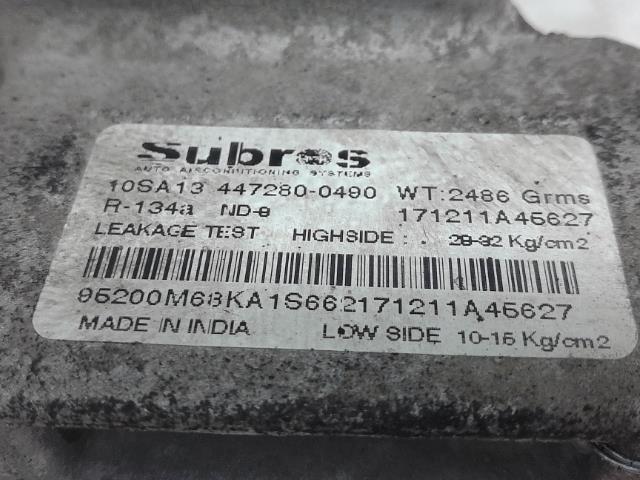 Subros
AUTO AIRCONDITIONING SYSTEMS
10SA13 447280-0490 WT:2486 Grms
R-134a ND-8 171211A45627
LEAKAGE TEST HIGHSIDE : . 28-32 Kg/cm2
95200M68KA1S662171211A45627
MADE IN INDIA LOW SIDE 10-15 Kg/cm2